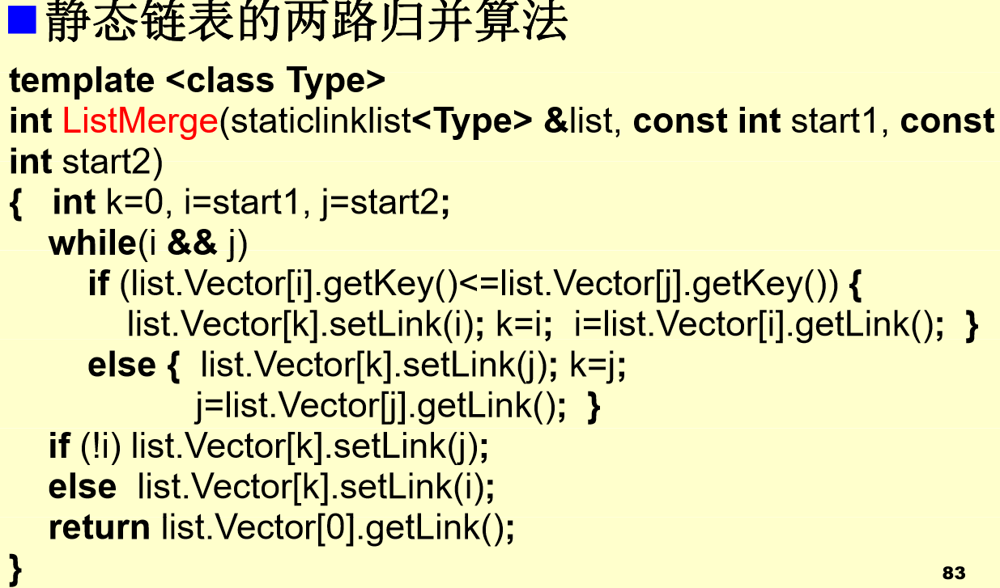 静态链表的两路归并算法
template <class Type>
int ListMerge(staticlinklist<Type> &list, const int start1, const
int start2)
{ int k=0, i=start1, j=start2;
while(i && j)
if (list.Vector[i].getKey()<=list.Vector[j].getKey()) {
list.Vector[k].setLink(i); k=i; i=list.Vector[i].getLink(); }
else { list.Vector[k].setLink(j); k=j;
j=list.Vector[j].getLink(); }
if (!i) list.Vector[k].setLink(j);
else list.Vector[k].setLink(i);
return list.Vector[0].getLink();
}
83